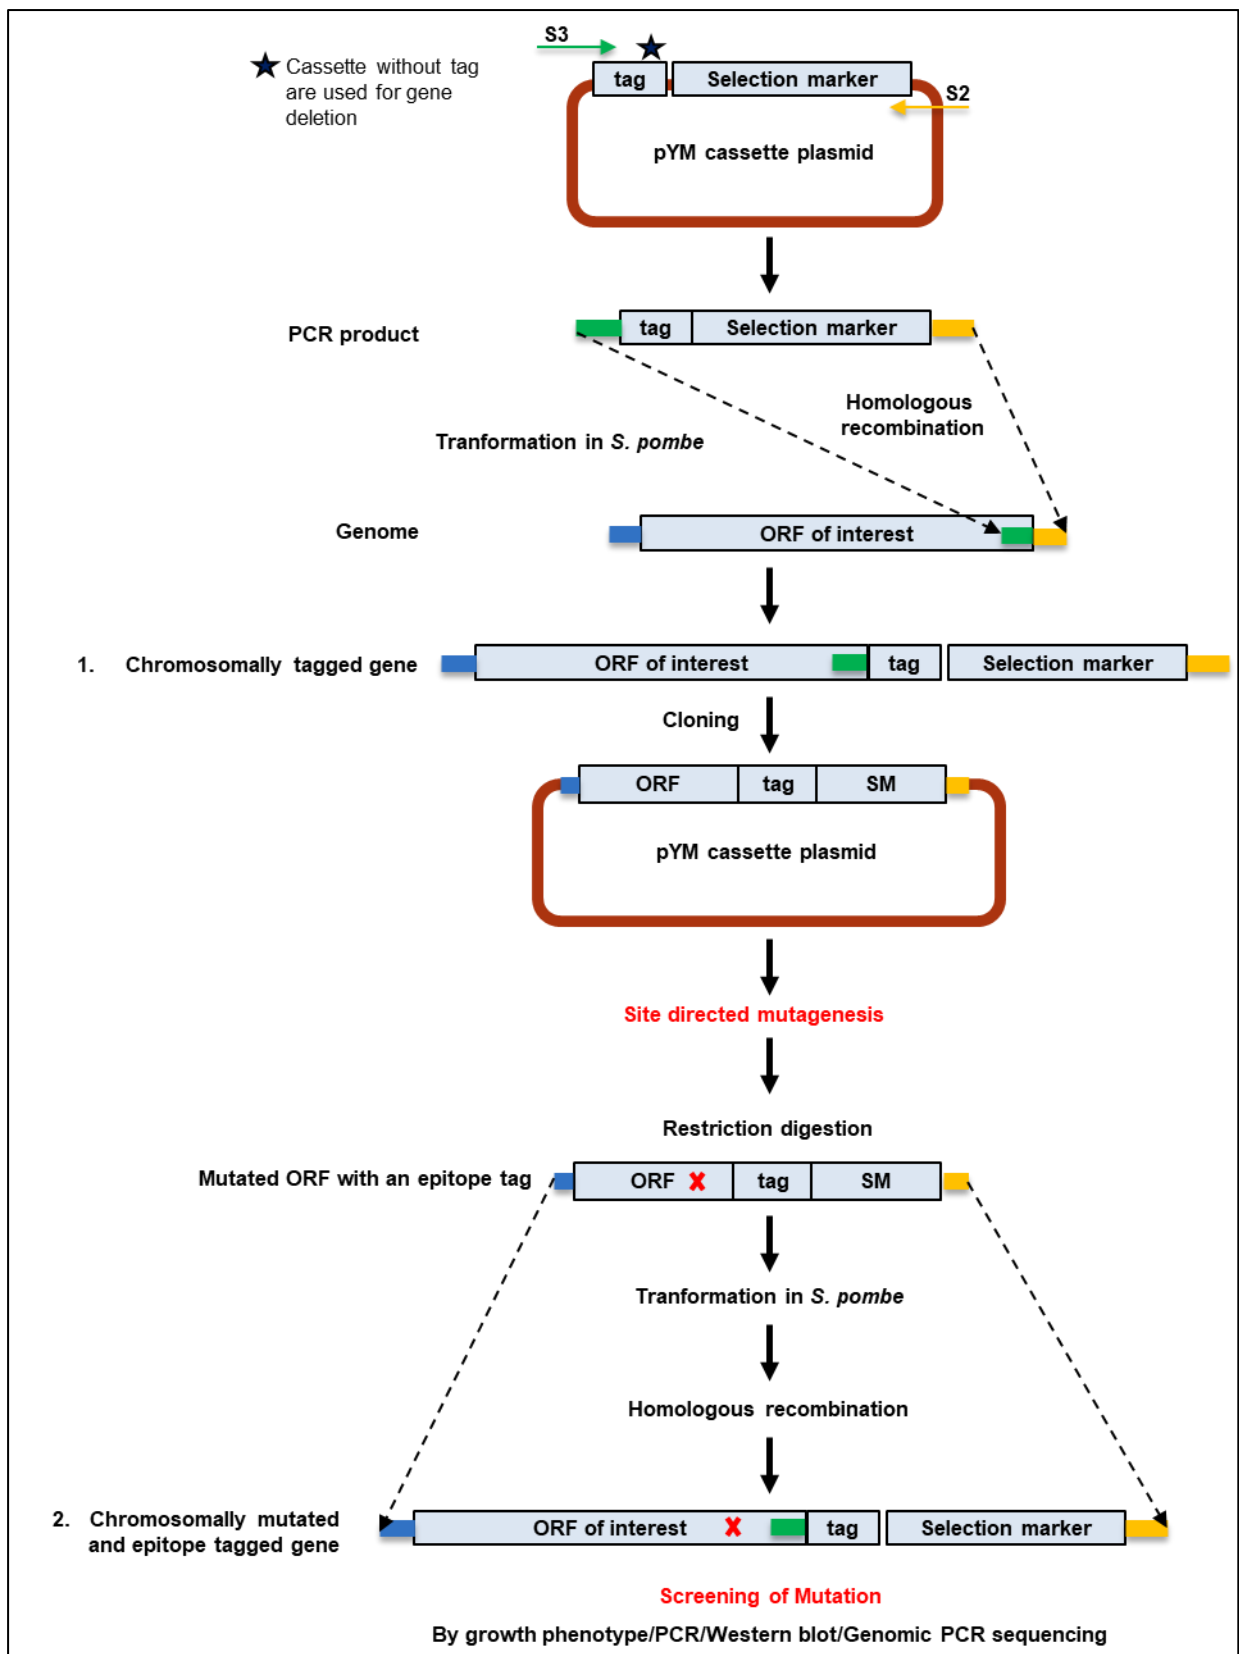 S3
Cassette without tag
are used for gene
deletion
tag
Selection marker
S2
pYM cassette plasmid
PCR product
tag
Selection marker
Homologous
recombination
Tranformation in S. pombe
Genome
ORF of interest
1. Chromosomally tagged gene
ORF of interest
tag
Selection marker
Cloning
ORF
tag
SM
pYM cassette plasmid
Site directed mutagenesis
Restriction digestion
Mutated ORF with an epitope tag
ORF
tag
SM
Tranformation in S. pombe
Homologous recombination
2. Chromosomally mutated
and epitope tagged gene
ORF of interest
tag
Selection marker
Screening of Mutation
By growth phenotype/PCR/Western blot/Genomic PCR sequencing